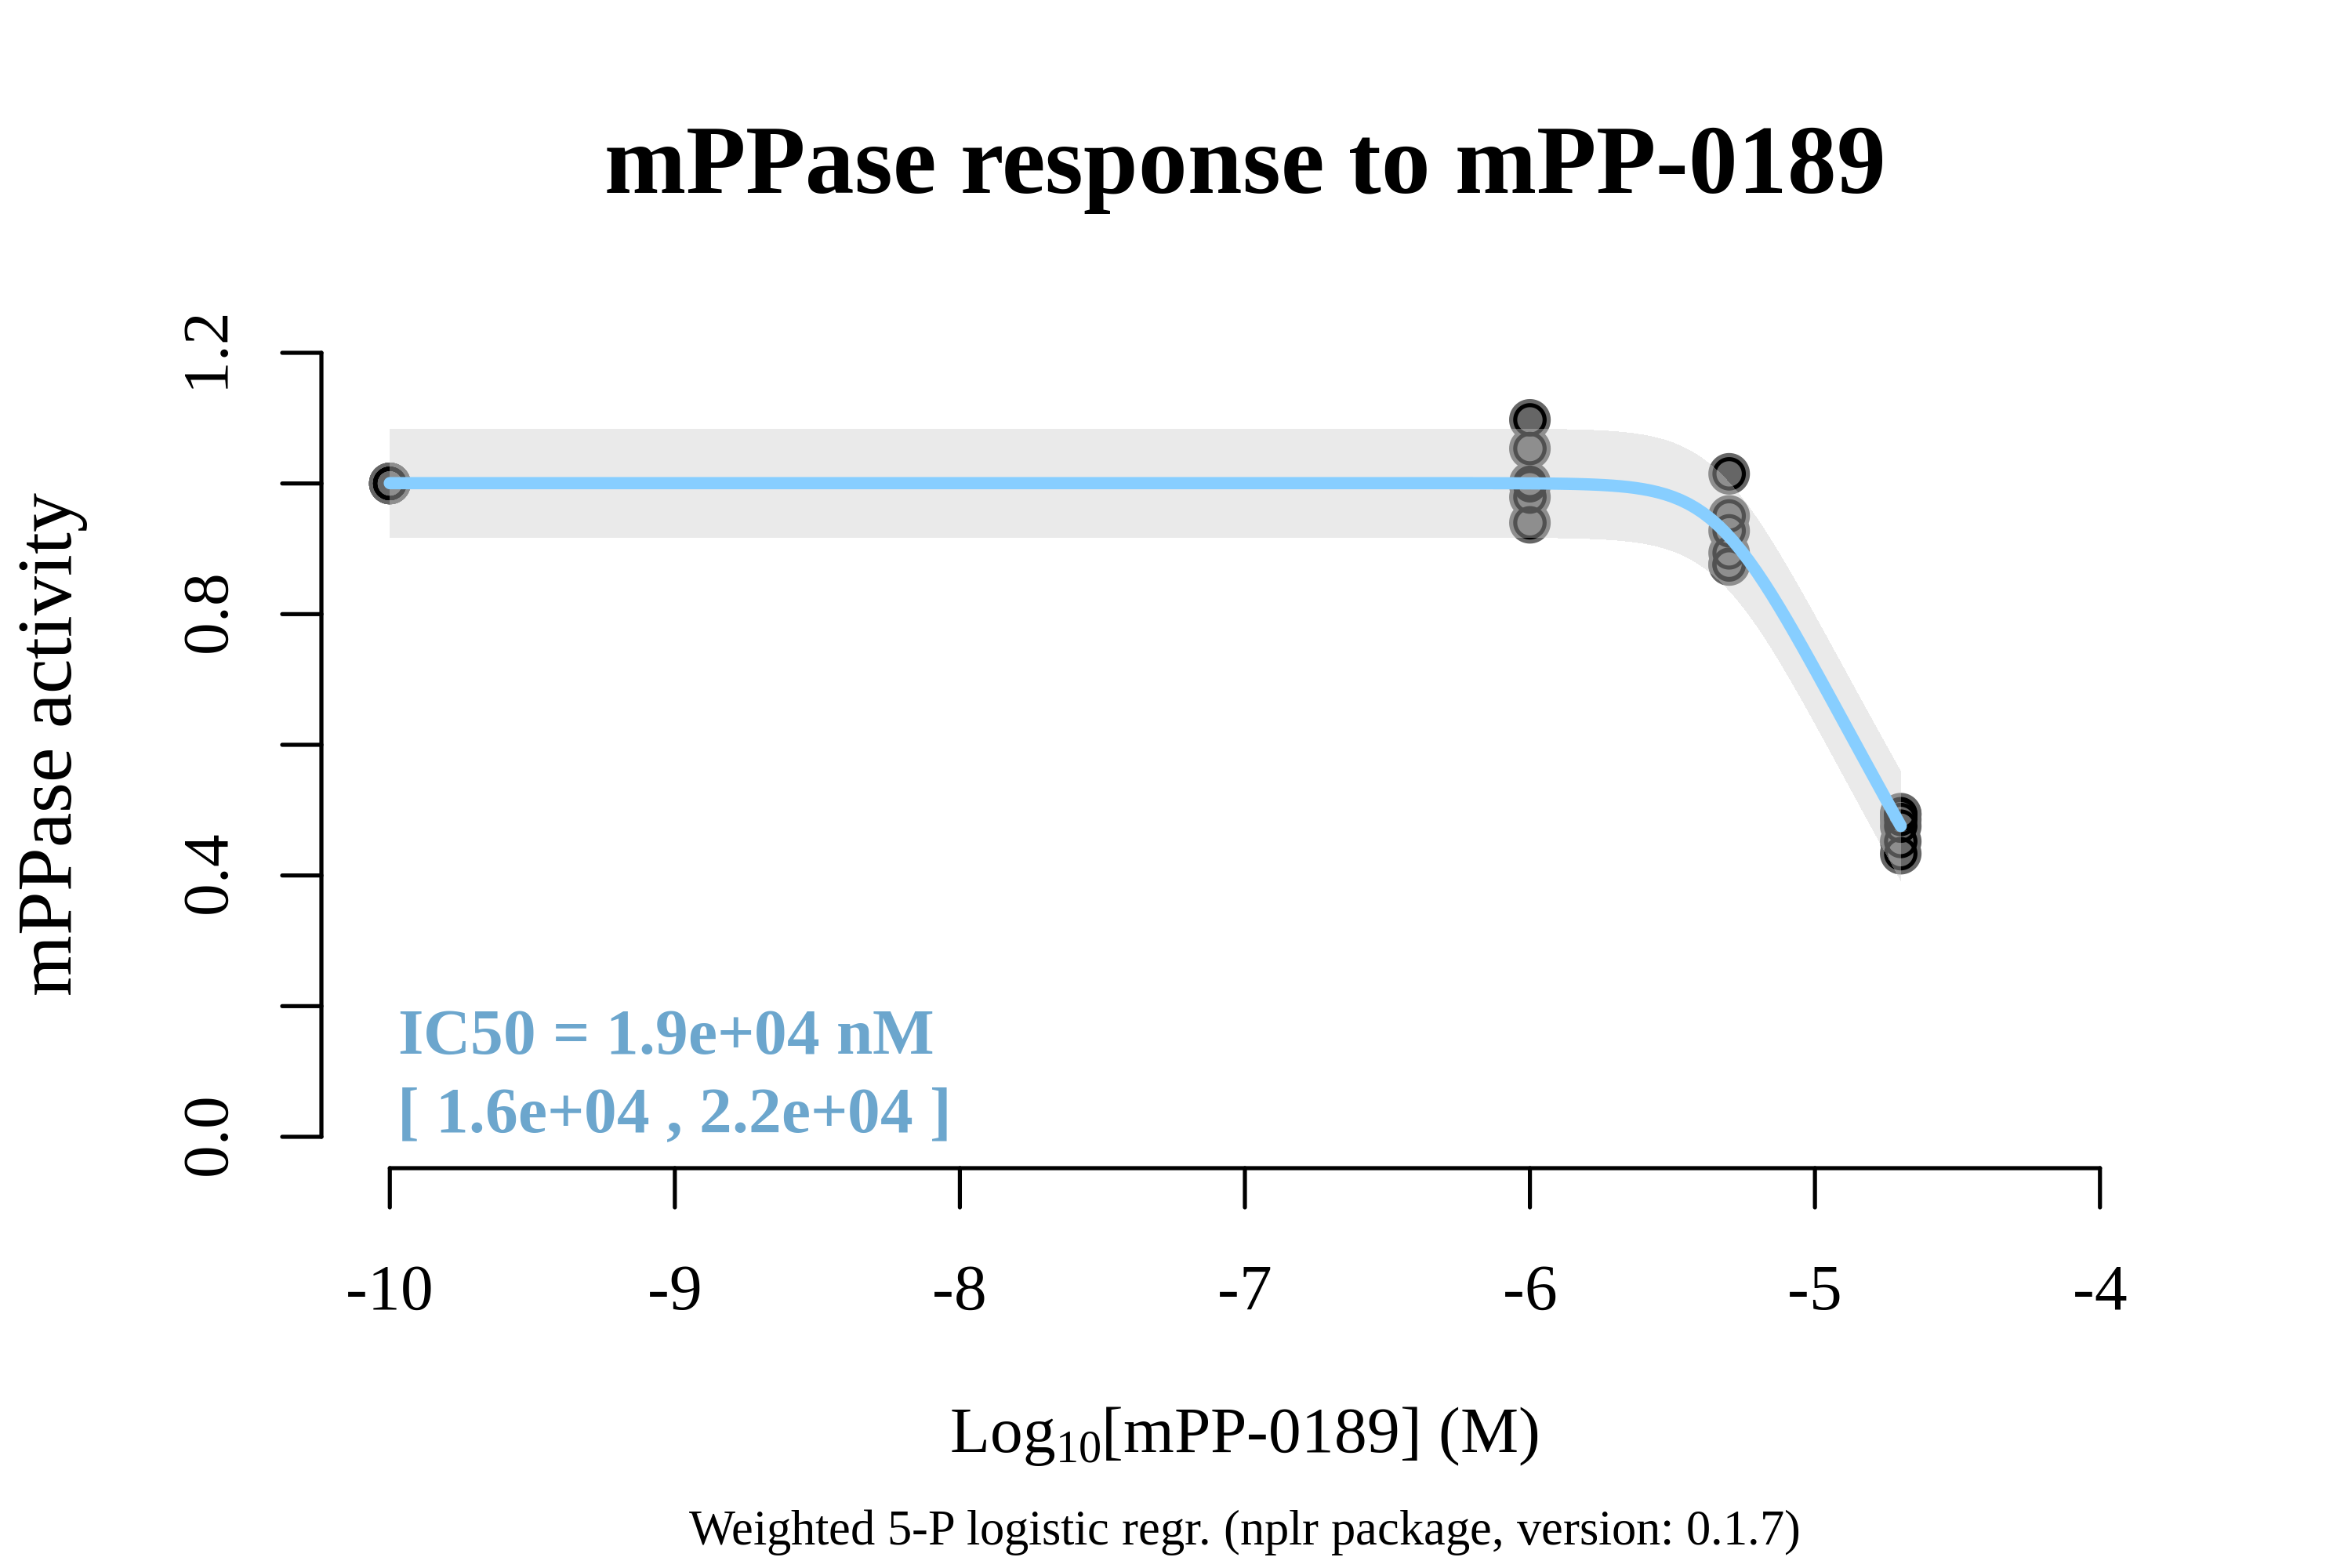 mPPase response to mPP-0189
mPPase activity
1.2
0.8
0.4
0.0
IC50 = 1.9e+04 nM
[ 1.6e+04 , 2.2e+04 ]
-10 -9 -8 -7 -6 -5 -4
Log10[mPP-0189] (M)
Weighted 5-P logistic regr. (nplr package, version: 0.1.7)